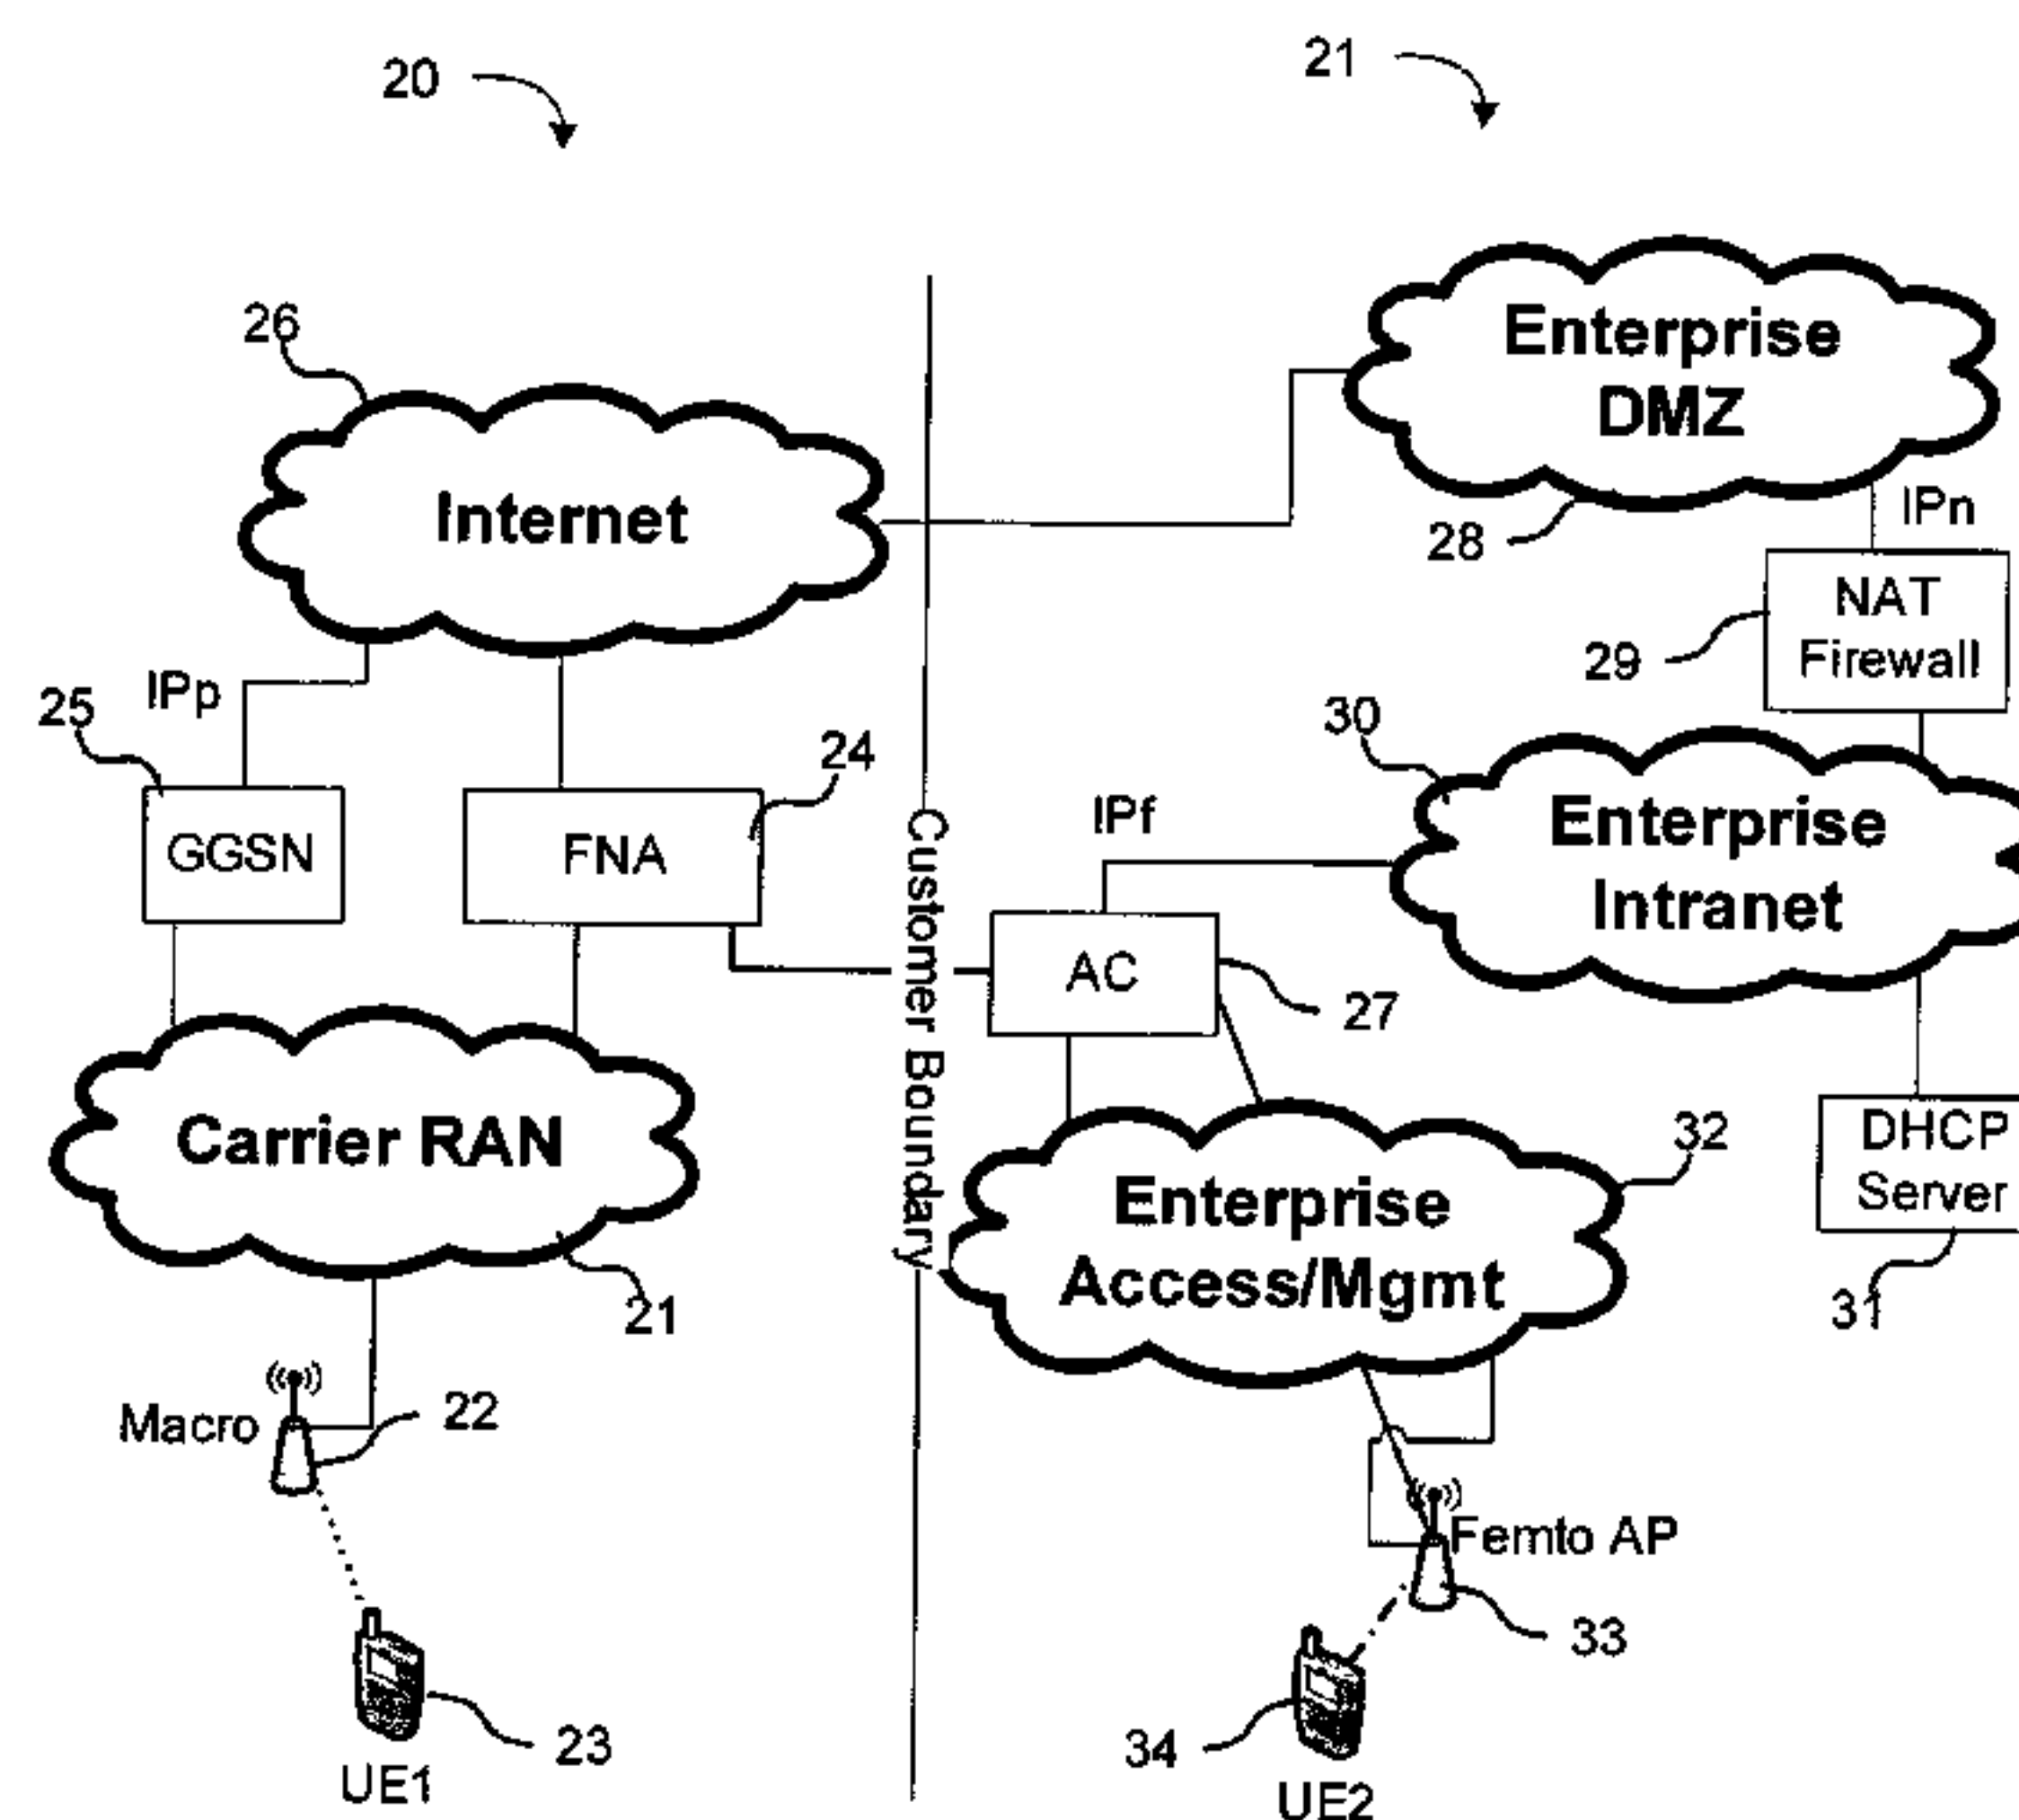 20
21
26
Internet
Enterprise
DMZ
28
IPn
NAT
Firewall
29
25
IPp
24
GGSN
FNA
Customer Boundary
30
IPf
Enterprise
Intranet
AC
27
Carrier RAN
21
Enterprise
Access/Mgmt
32
DHCP
Server
31
Macro
22
Femto AP
33
23
UE1
34
UE2